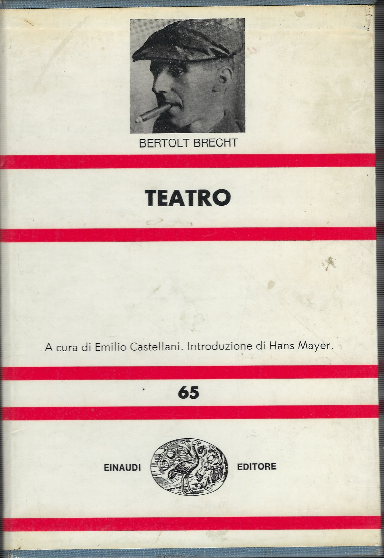 BERTOLT BRECHT
TEATRO
A cura di Emilio Castellani. Introduzione di Hans Mayer.
65
EINAUDI EDITORE